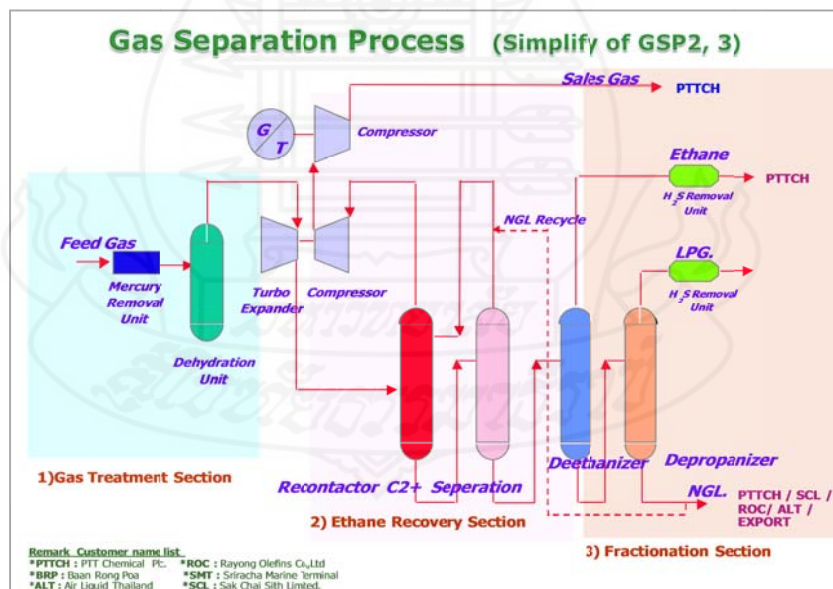 Gas Separation Process (Simplify of GSP2, 3)
Sales Gas
PTTCH
G
T
Compressor
Ethane
PTTCH
H2S Removal
Unit
NGL Recycle
Feed Gas
LPG.
Mercury
Removal
Unit
Turbo
Expander
Compressor
H2S Removal
Unit
Dehydration
Unit
1)Gas Treatment Section
Recontactor C2+ Seperation
Deethanizer
Depropanizer
NGL.
PTTCH / SCL /
ROC/ ALT /
EXPORT
2) Ethane Recovery Section
3) Fractionation Section
Remark Customer name list
*PTTCH : PTT Chemical Plc. *ROC : Rayong Olefins Co,Ltd
*BRP : Baan Rong Poa *SMT : Sriracha Marine Terminal
*ALT : Air Liquid Thailand *SCL : Sak Chai Sith Limted.